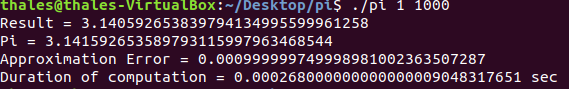 thales@thales-VirtualBox:~/Desktop/pi$ ./pi 1 1000
Result = 3.140592653839794134995599961258
Pi = 3.141592653589793115997963468544
Approximation Error = 0.000999999749998981002363507287
Duration of computation = 0.000268000000000000009048317651 sec